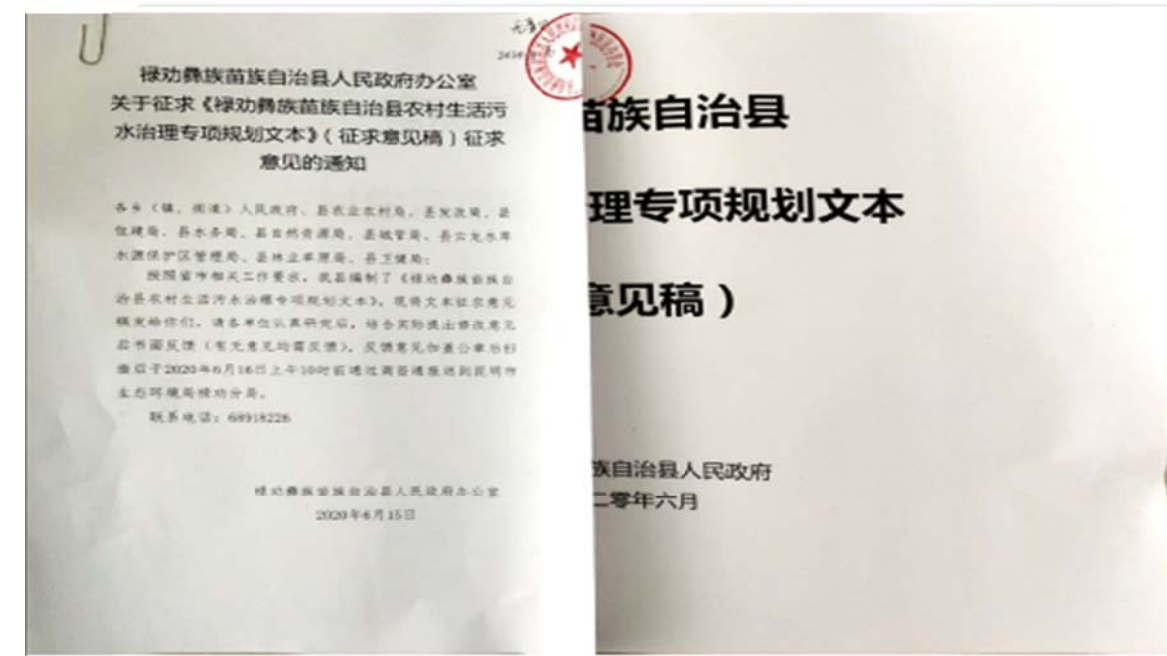 禄劝彝族苗族自治县人民政府办公室
关于征求《禄劝彝族苗族自治县农村生活污
水治理专项规划文本》（征求意见稿）征求
意见的通知
各乡（镇、街道）人民政府、县农业农村局、县发改局、县
住建局、县水务局、县自然资源局、县城管局、县云龙水库
水源保护区管理局、县林业草原局、县卫健局：
按照省市相关工作要求，我县编制了《禄劝彝族苗族自
治县农村生活污水治理专项规划文本》，现将文本征求意见
稿发给你们，请各单位认真研究后，结合实际提出修改意见
后书面反馈（有无意见均需反馈）。反馈意见加盖公章后扫
描后于2020年6月16日上午10时前通过政务通报送到昆明市
生态环境局禄劝分局。
联系电话：68918226
禄劝彝族苗族自治县人民政府办公室
2020年6月15日
苗族自治县
理专项规划文本
意见稿）
族自治县人民政府
二零年六月